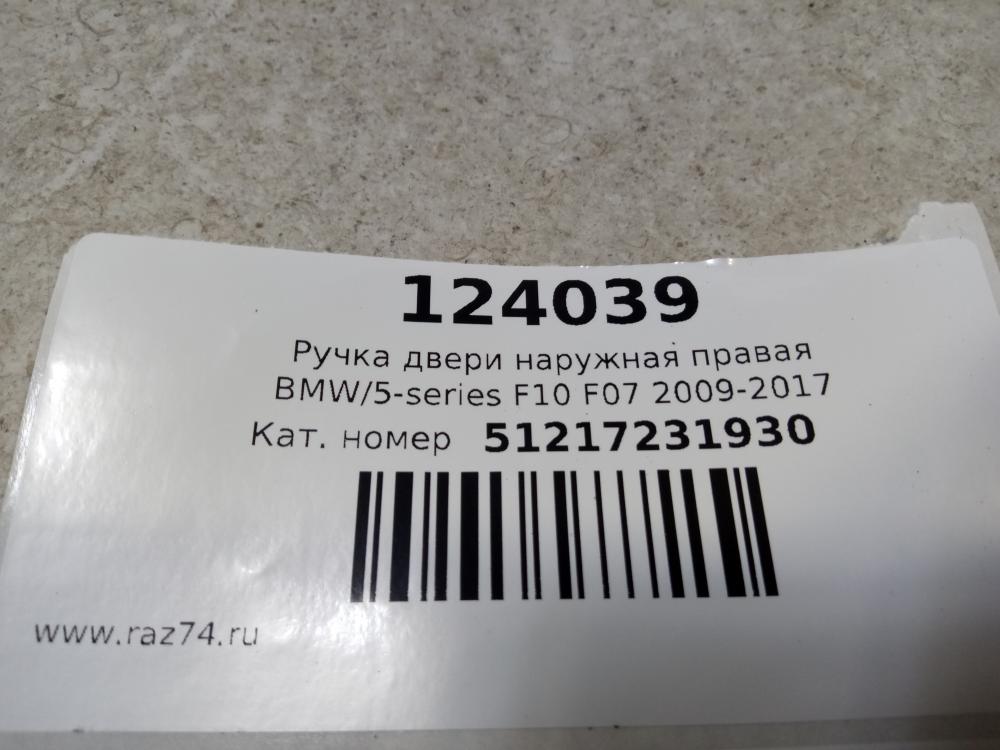 124039
Ручка двери наружная правая
BMW/5-series F10 F07 2009-2017
Кат. номер 51217231930
www.raz74.ru